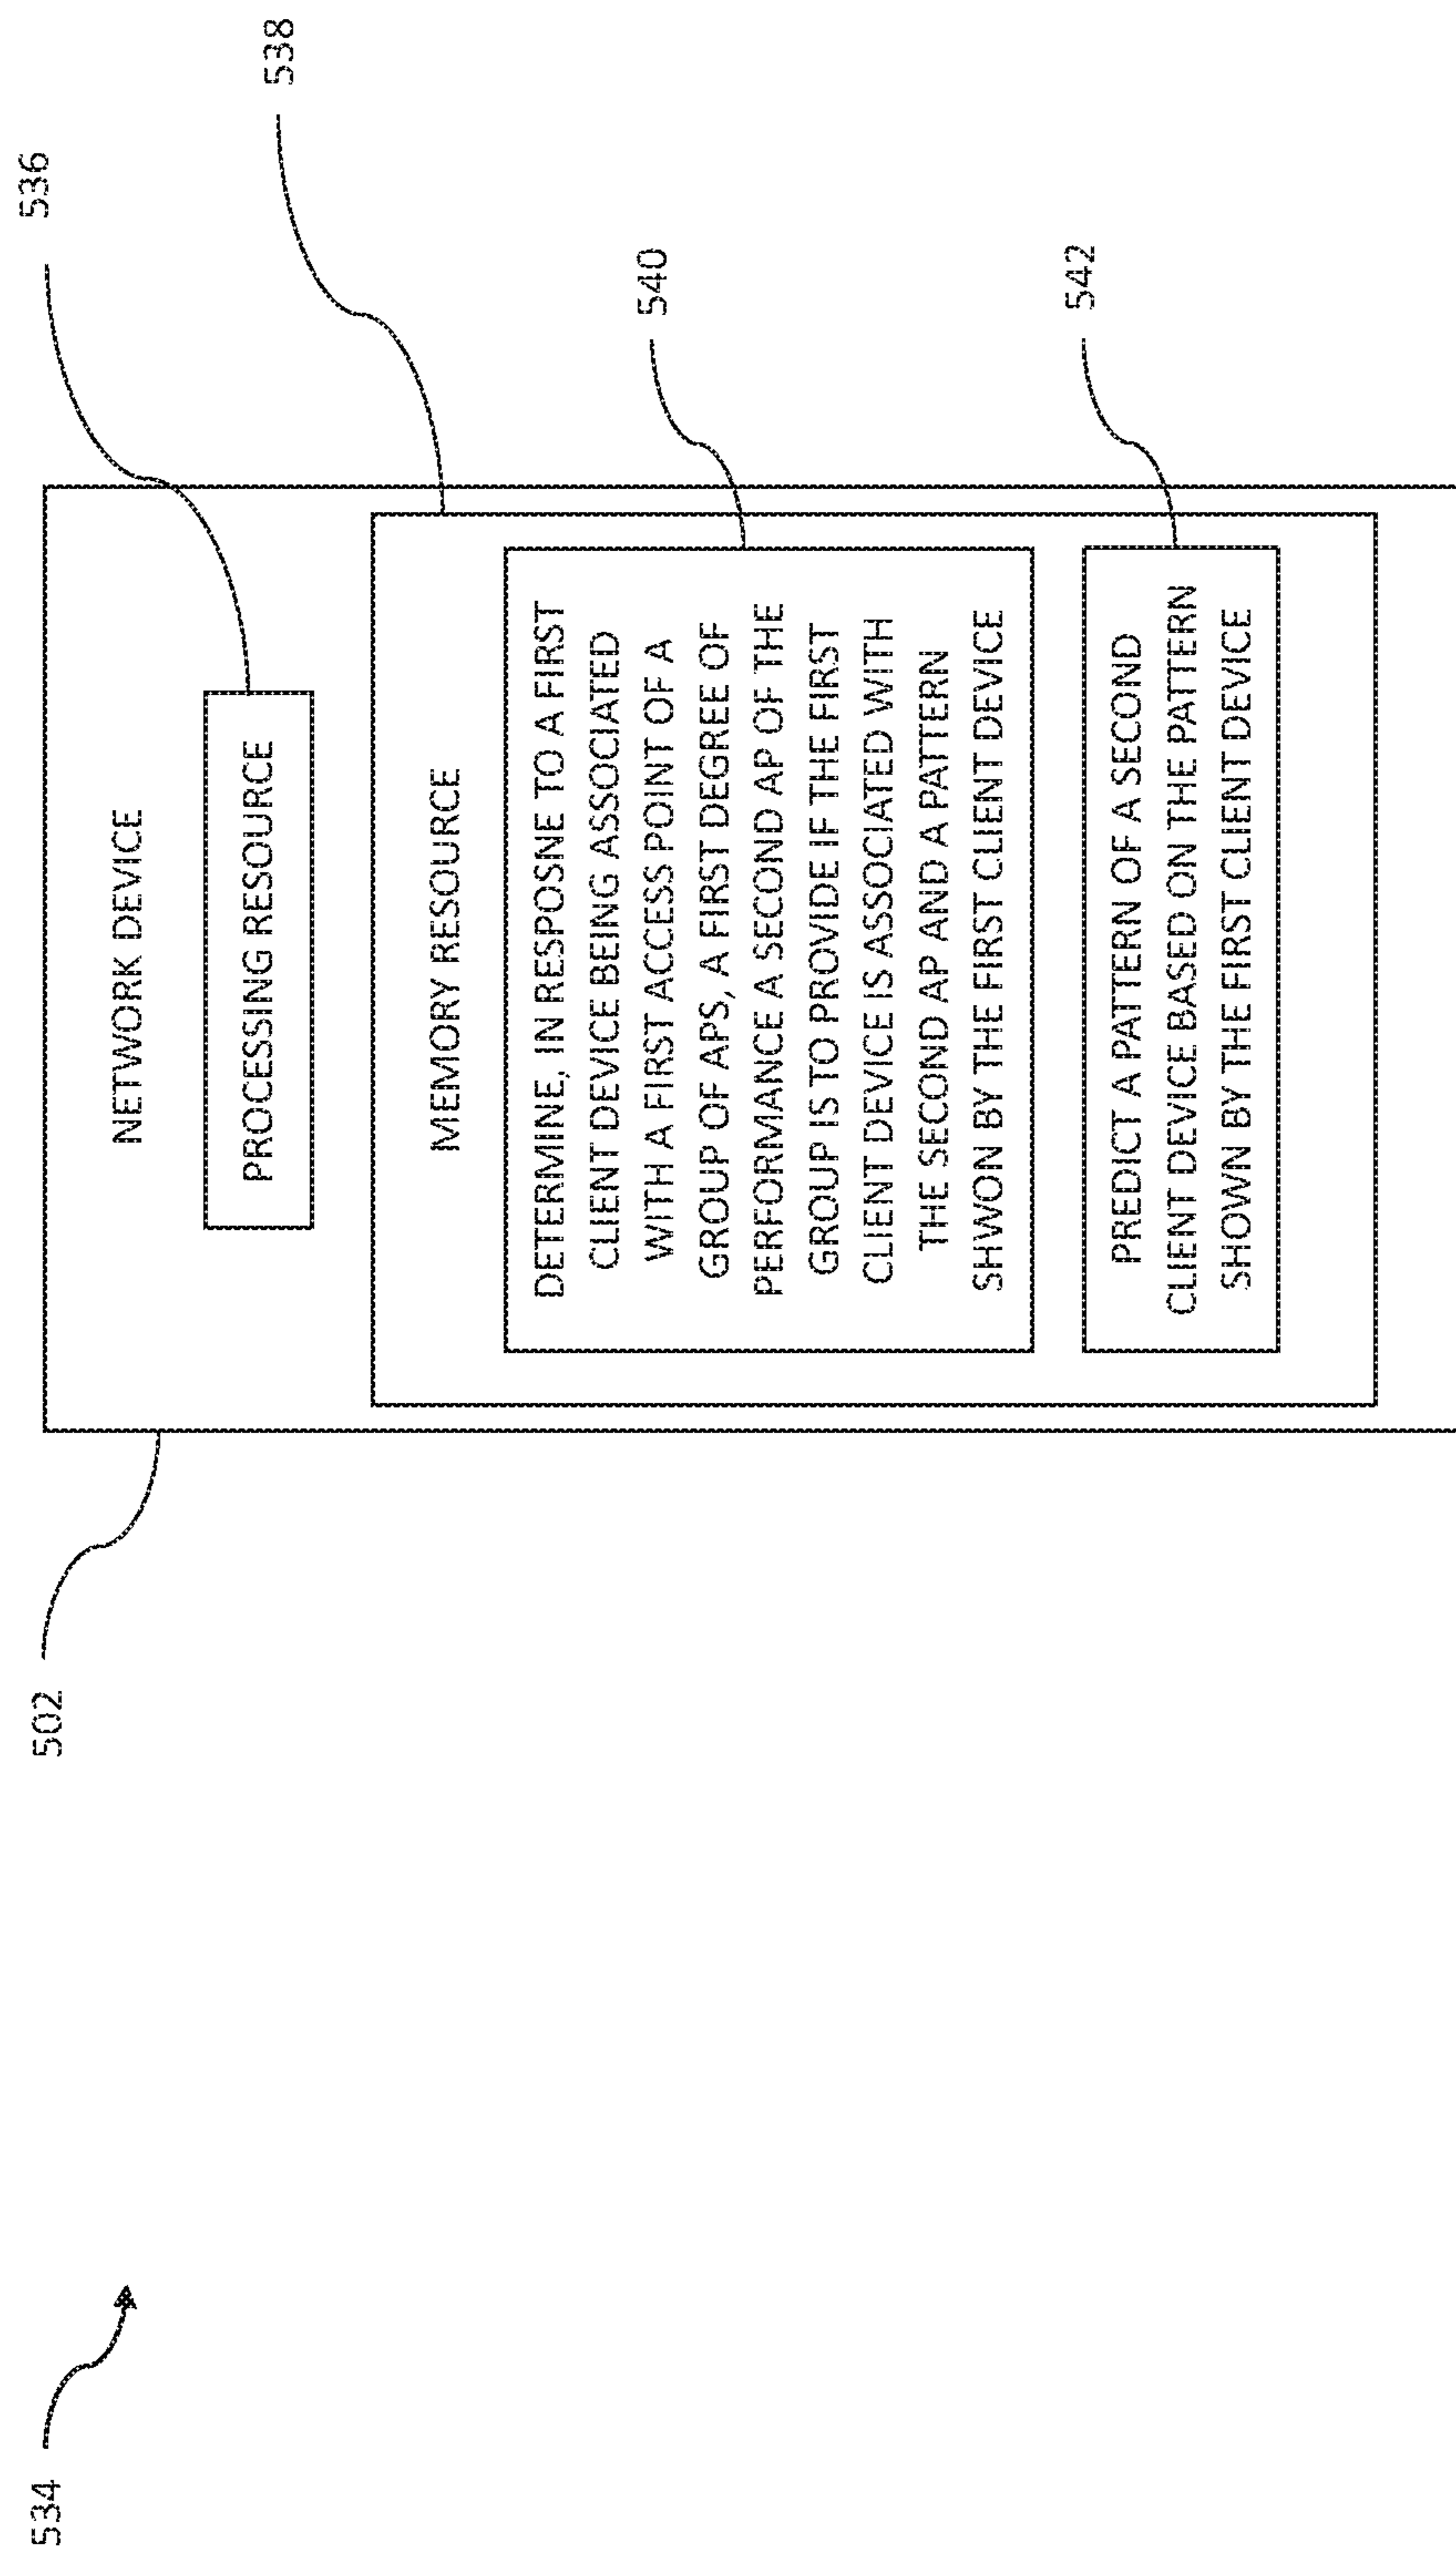 534
502
NETWORK DEVICE
536
PROCESSING RESOURCE
538
MEMORY RESOURCE
540
DETERMINE, IN RESPOSNE TO A FIRST
CLIENT DEVICE BEING ASSOCIATED
WITH A FIRST ACCESS POINT OF A
GROUP OF APS, A FIRST DEGREE OF
PERFORMANCE A SECOND AP OF THE
GROUP IS TO PROVIDE IF THE FIRST
CLIENT DEVICE IS ASSOCIATED WITH
THE SECOND AP AND A PATTERN
SHWON BY THE FIRST CLIENT DEVICE
542
PREDICT A PATTERN OF A SECOND
CLIENT DEVICE BASED ON THE PATTERN
SHOWN BY THE FIRST CLIENT DEVICE